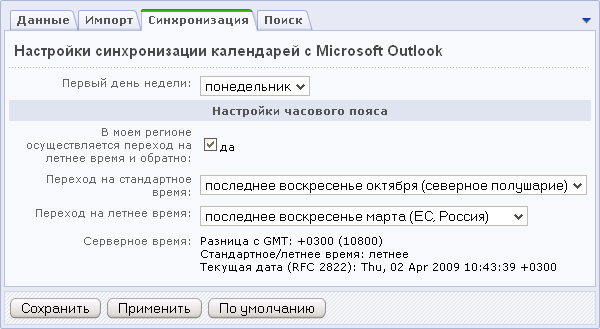 Данные Импорт Синхронизация Поиск
Настройки синхронизации календарей с Microsoft Outlook
Первый день недели: понедельник
Настройки часового пояса
В моем регионе
осуществляется переход на
летнее время и обратно: да
Переход на стандартное
время: последнее воскресенье октября (северное полушарие)
Переход на летнее время: последнее воскресенье марта (ЕС, Россия)
Серверное время: Разница с GMT: +0300 (10800)
Стандартное/летнее время: летнее
Текущая дата (RFC 2822): Thu, 02 Apr 2009 10:43:39 +0300
Сохранить Применить По умолчанию